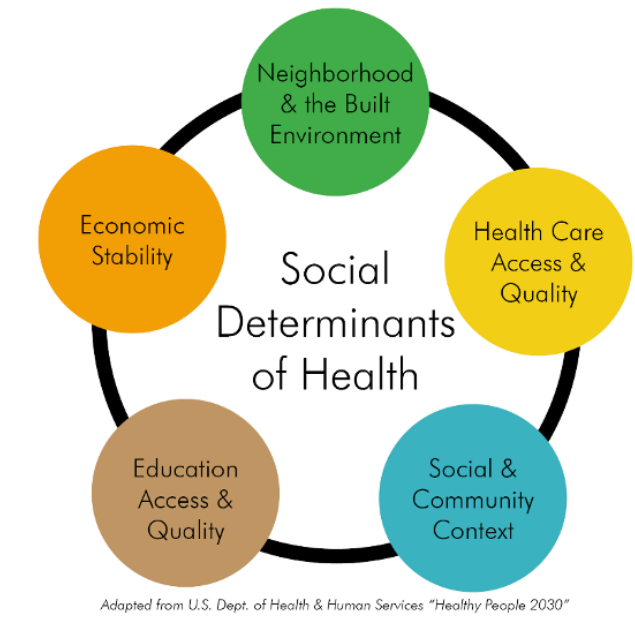 Neighborhood
& the Built
Environment
Economic
Stability
Health Care
Access &
Quality
Social
Determinants
of Health
Education
Access &
Quality
Social &
Community
Context
Adapted from U.S. Dept. of Health & Human Services “Healthy People 2030”